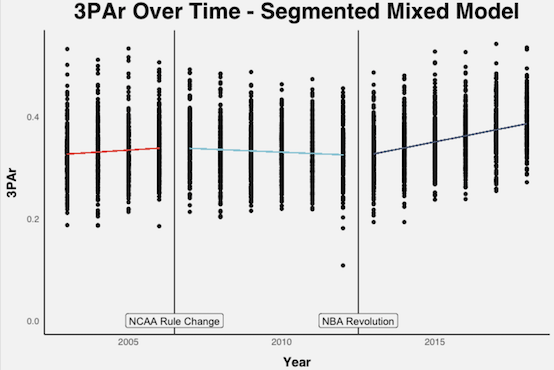 3PAr Over Time - Segmented Mixed Model
3PAr
0.4
0.2
0.0
NCAA Rule Change
NBA Revolution
2005
2010
2015
Year